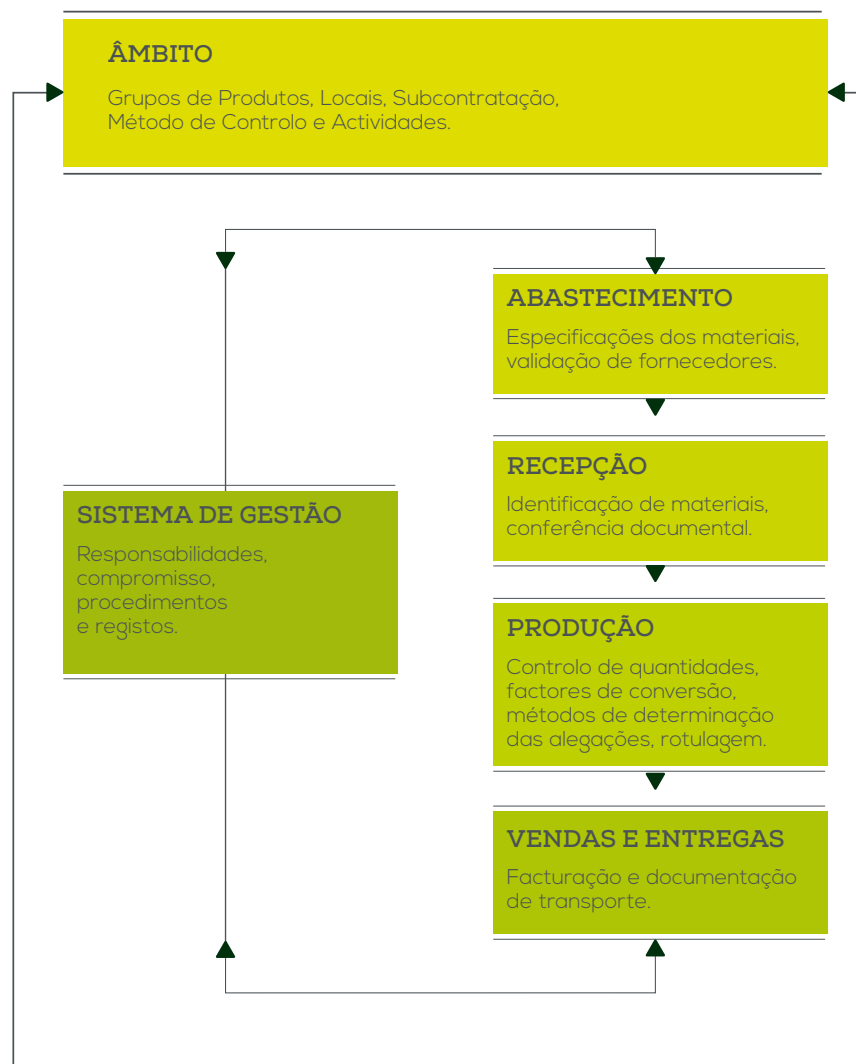 ÂMBITO
Grupos de Produtos, Locais, Subcontratação,
Método de Controlo e Actividades.
ABASTECIMENTO
Especificações dos materiais,
validação de fornecedores.
RECEPÇÃO
Identificação de materiais,
conferência documental.
SISTEMA DE GESTÃO
Responsabilidades,
compromisso,
procedimentos
e registos.
PRODUÇÃO
Controlo de quantidades,
factores de conversão,
métodos de determinação
das alegações, rotulagem.
VENDAS E ENTREGAS
Facturação e documentação
de transporte.